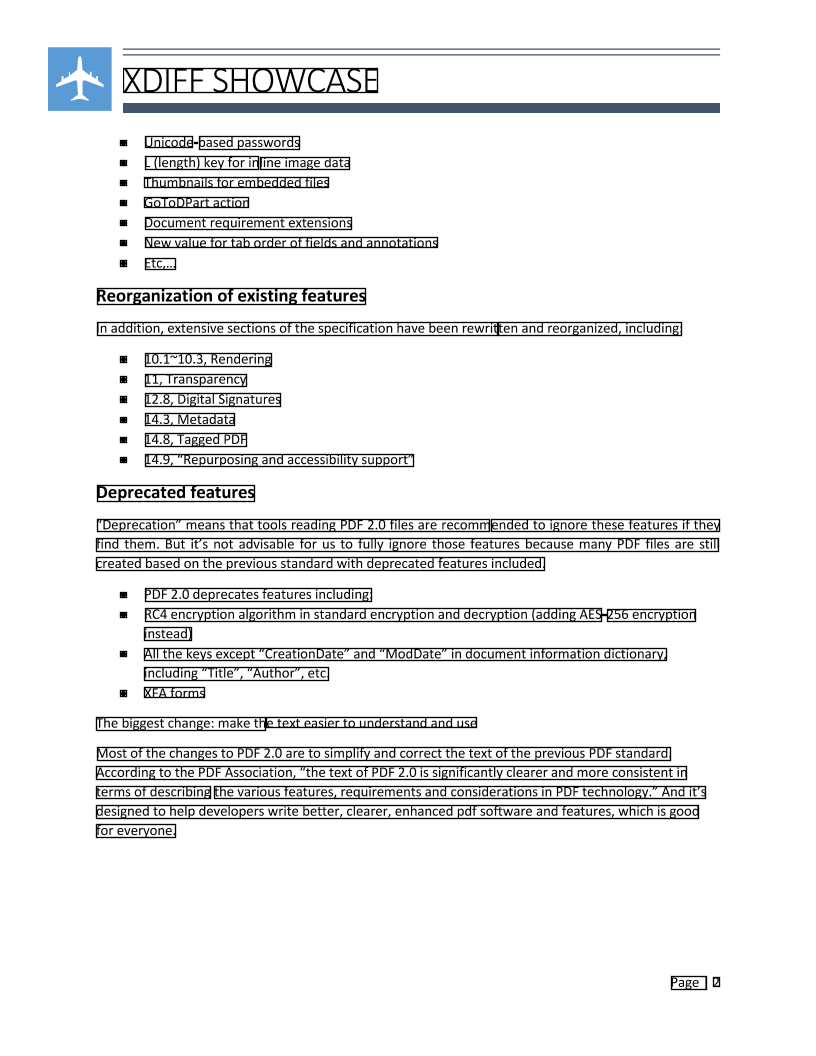 XDIFF SHOWCASE
▪ Unicode-based passwords
▪ L (length) key for inline image data
▪ Thumbnails for embedded files
▪ GoToDPart action
▪ Document requirement extensions
▪ New value for tab order of fields and annotations
▪ Etc,…
Reorganization of existing features
In addition, extensive sections of the specification have been rewritten and reorganized, including:
▪ 10.1~10.3, Rendering
▪ 11, Transparency
▪ 12.8, Digital Signatures
▪ 14.3, Metadata
▪ 14.8, Tagged PDF
▪ 14.9, “Repurposing and accessibility support”
Deprecated features
“Deprecation” means that tools reading PDF 2.0 files are recommended to ignore these features if they
find them. But it’s not advisable for us to fully ignore those features because many PDF files are still
created based on the previous standard with deprecated features included.
▪ PDF 2.0 deprecates features including:
▪ RC4 encryption algorithm in standard encryption and decryption (adding AES-256 encryption
instead)
▪ All the keys except “CreationDate” and “ModDate” in document information dictionary,
including “Title”, “Author”, etc.
▪ XFA forms
The biggest change: make the text easier to understand and use
Most of the changes to PDF 2.0 are to simplify and correct the text of the previous PDF standard.
According to the PDF Association, “the text of PDF 2.0 is significantly clearer and more consistent in
terms of describing the various features, requirements and considerations in PDF technology.” And it’s
designed to help developers write better, clearer, enhanced pdf software and features, which is good
for everyone.
Page | 2